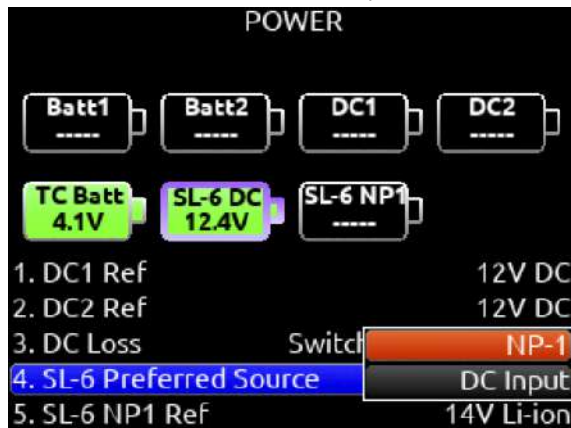 POWER
Batt1 Batt2 DC1 DC2
----- ----- ----- -----
TC Batt SL-6 DC SL-6 NP1
4.1V 12.4V -----
1. DC1 Ref 12V DC
2. DC2 Ref 12V DC
3. DC Loss Switch NP-1
4. SL-6 Preferred Source DC Input
5. SL-6 NP1 Ref 14V Li-ion